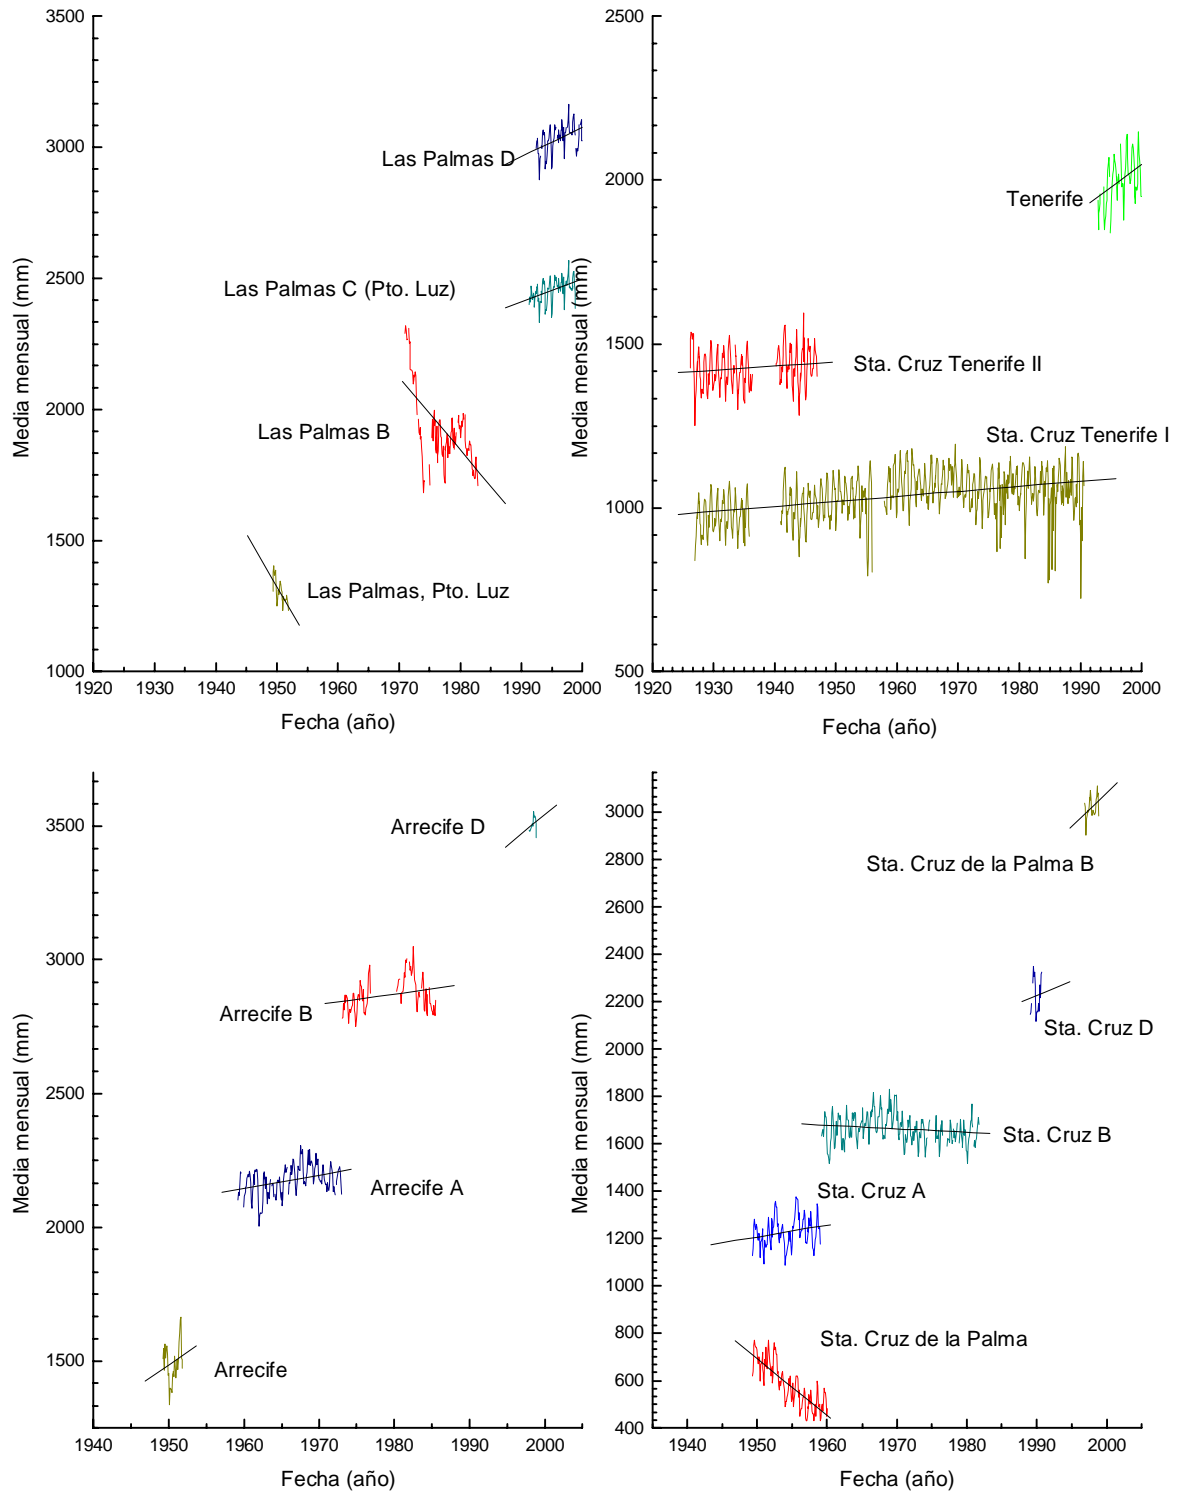 3500
3000
2500
2000
1500
1000
Media mensual (mm)
Las Palmas D
Las Palmas C (Pto. Luz)
Las Palmas B
Las Palmas, Pto. Luz
1920 1930 1940 1950 1960 1970 1980 1990 2000
Fecha (año)
2500
2000
1500
1000
500
Media mensual (mm)
Tenerife
Sta. Cruz Tenerife II
Sta. Cruz Tenerife I
1920 1930 1940 1950 1960 1970 1980 1990 2000
Fecha (año)
3500
3000
2500
2000
1500
Media mensual (mm)
Arrecife D
Arrecife B
Arrecife A
Arrecife
1940 1950 1960 1970 1980 1990 2000
Fecha (año)
3000
2800
2600
2400
2200
2000
1800
1600
1400
1200
1000
800
600
400
Media mensual (mm)
Sta. Cruz de la Palma B
Sta. Cruz D
Sta. Cruz B
Sta. Cruz A
Sta. Cruz de la Palma
1940 1950 1960 1970 1980 1990 2000
Fecha (año)